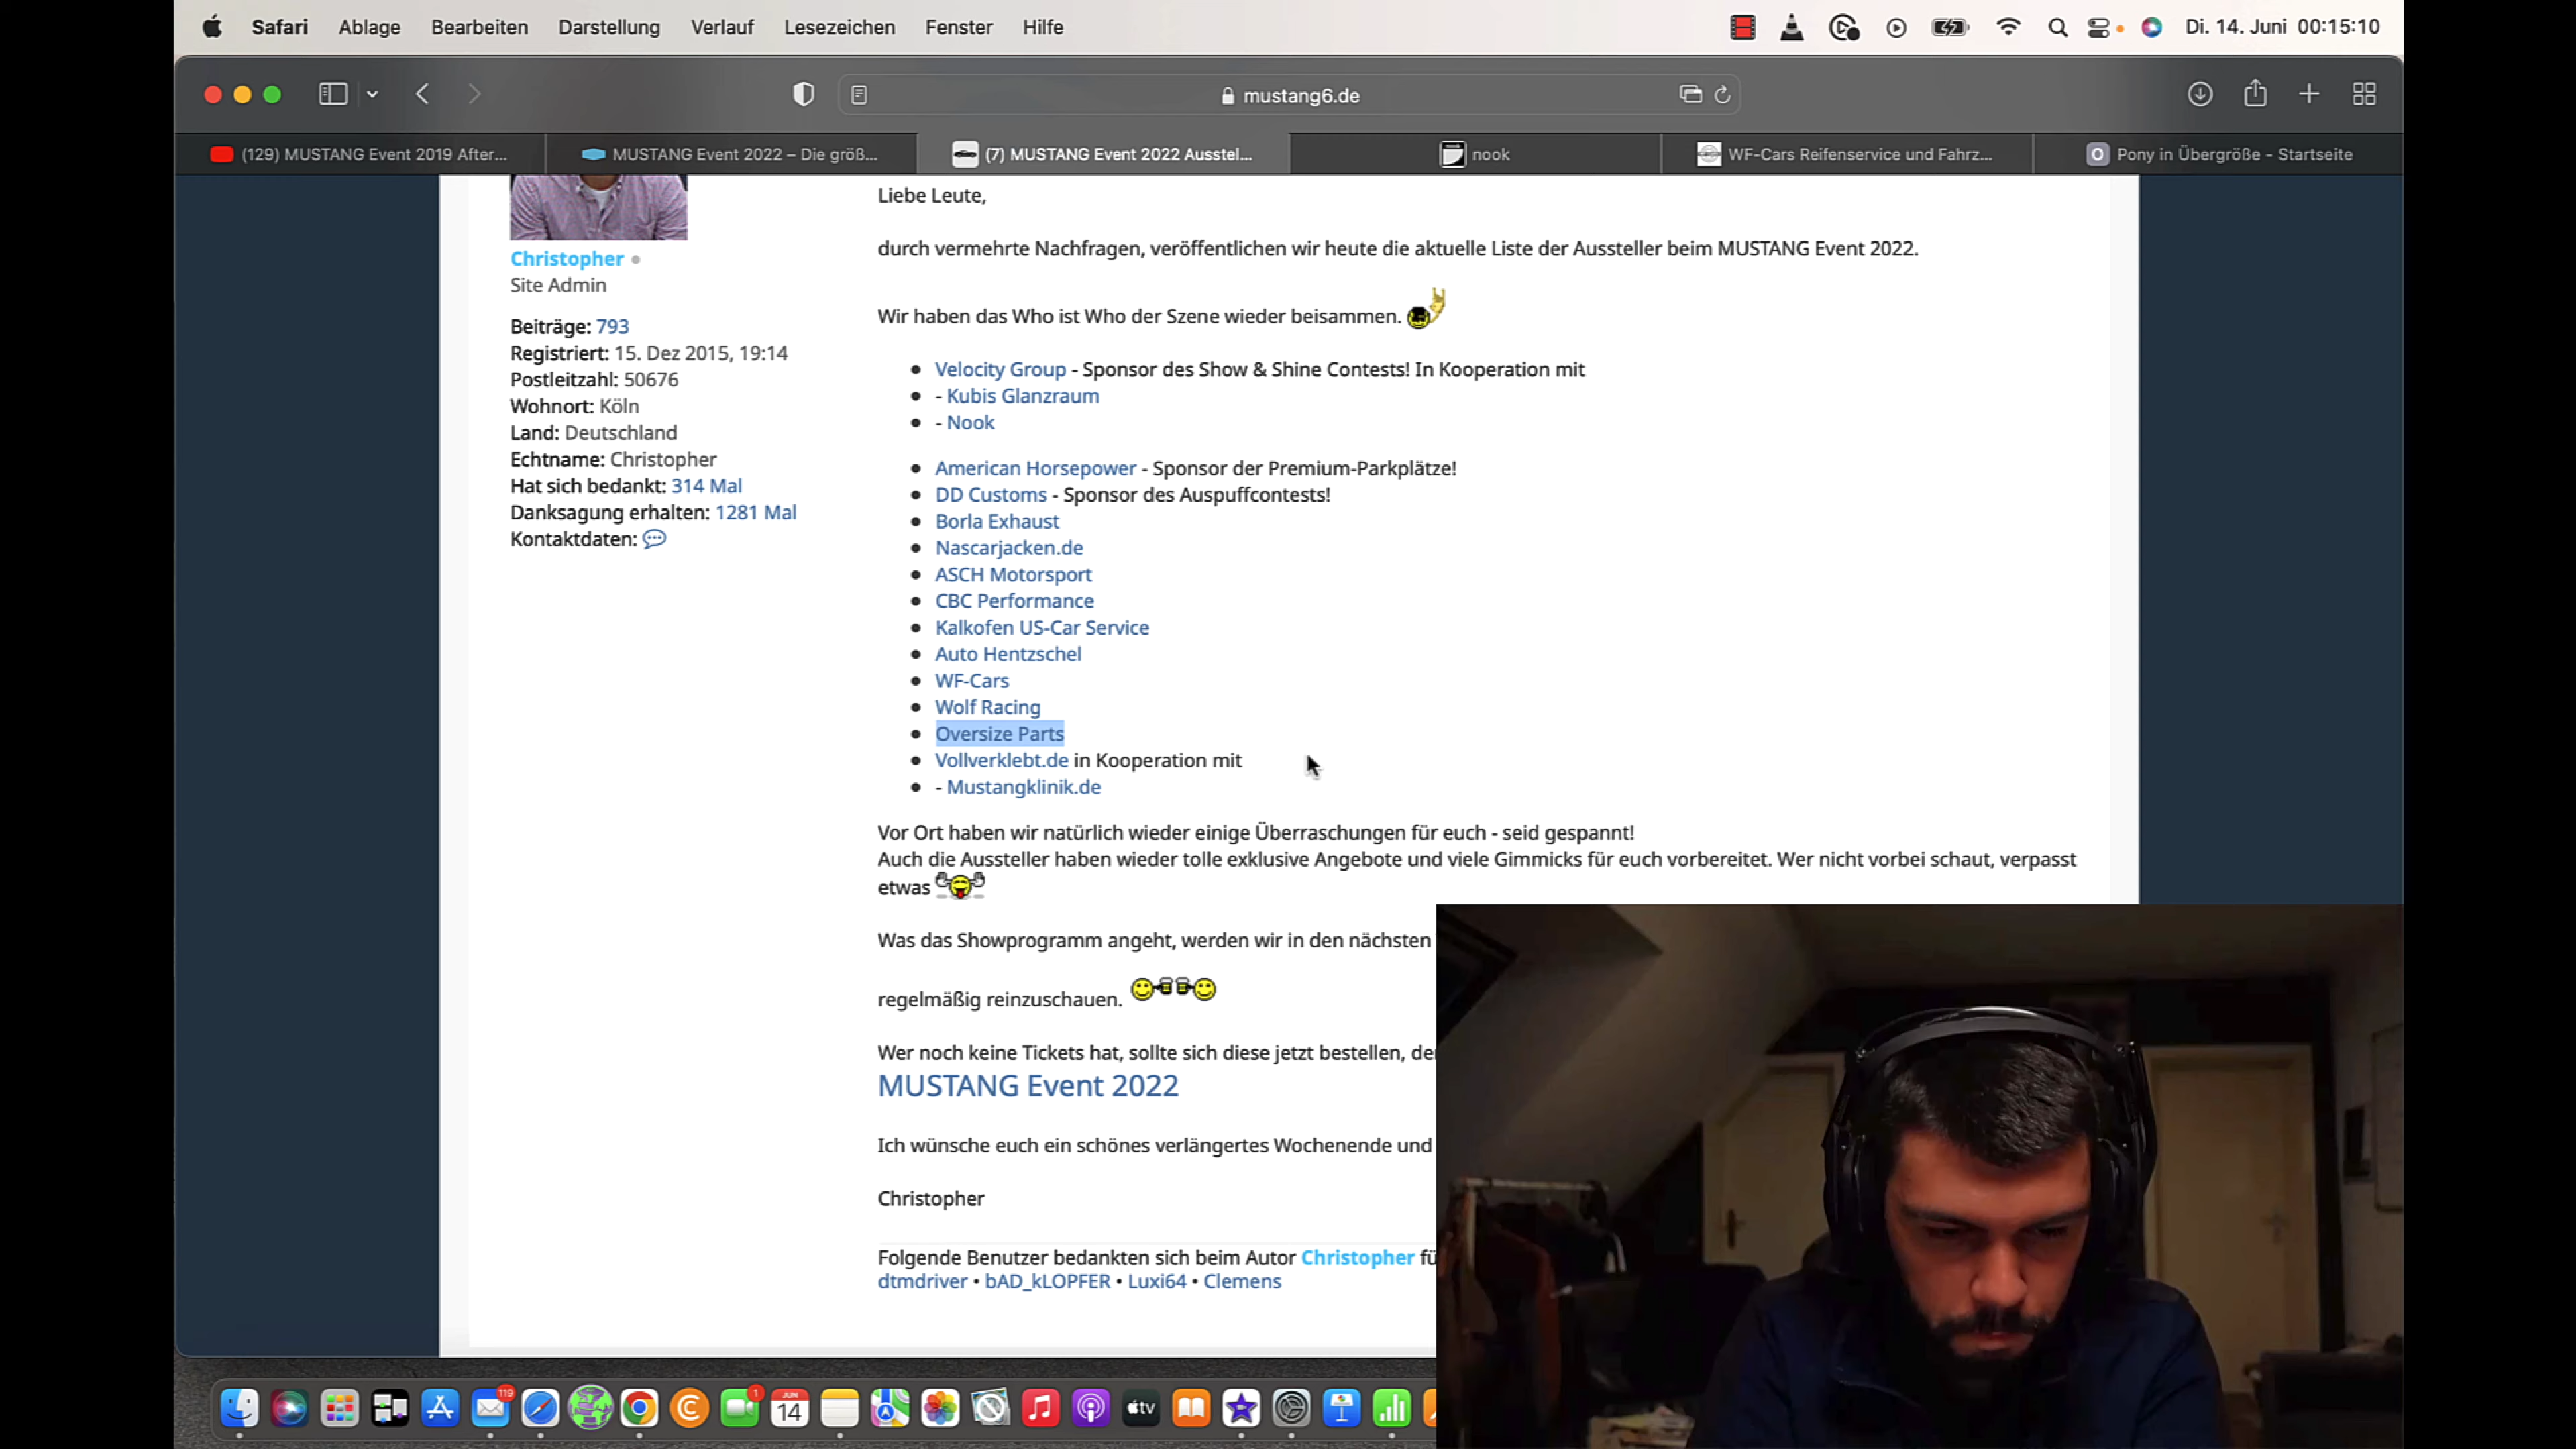 Safari Ablage Bearbeiten Darstellung Verlauf Lesezeichen Fenster Hilfe Di. 14. Juni 00:15:10
mustang6.de
(129) MUSTANG Event 2019 After... MUSTANG Event 2022 – Die größ... (7) MUSTANG Event 2022 Ausstel... nook WF-Cars Reifenservice und Fahrz... O Pony in Übergröße - Startseite
Christopher
Site Admin
Beiträge: 793
Registriert: 15. Dez 2015, 19:14
Postleitzahl: 50676
Wohnort: Köln
Land: Deutschland
Echtname: Christopher
Hat sich bedankt: 314 Mal
Danksagung erhalten: 1281 Mal
Kontaktdaten:
Liebe Leute,
durch vermehrte Nachfragen, veröffentlichen wir heute die aktuelle Liste der Aussteller beim MUSTANG Event 2022.
Wir haben das Who ist Who der Szene wieder beisammen.
• Velocity Group - Sponsor des Show & Shine Contests! In Kooperation mit
• - Kubis Glanzraum
• - Nook
• American Horsepower - Sponsor der Premium-Parkplätze!
• DD Customs - Sponsor des Auspuffcontests!
• Borla Exhaust
• Nascarjacken.de
• ASCH Motorsport
• CBC Performance
• Kalkofen US-Car Service
• Auto Hentzschel
• WF-Cars
• Wolf Racing
• Oversize Parts
• Vollverklebt.de in Kooperation mit
• - Mustangklinik.de
Vor Ort haben wir natürlich wieder einige Überraschungen für euch - seid gespannt!
Auch die Aussteller haben wieder tolle exklusive Angebote und viele Gimmicks für euch vorbereitet. Wer nicht vorbei schaut, verpasst
etwas
Was das Showprogramm angeht, werden wir in den nächsten
regelmäßig reinzuschauen.
Wer noch keine Tickets hat, sollte sich diese jetzt bestellen,
MUSTANG Event 2022
Ich wünsche euch ein schönes verlängertes Wochenende und
Christopher
Folgende Benutzer bedankten sich beim Autor Christopher
dtmdriver • bAD_kLOPFER • Luxi64 • Clemens
119
1
JUN
14
tv